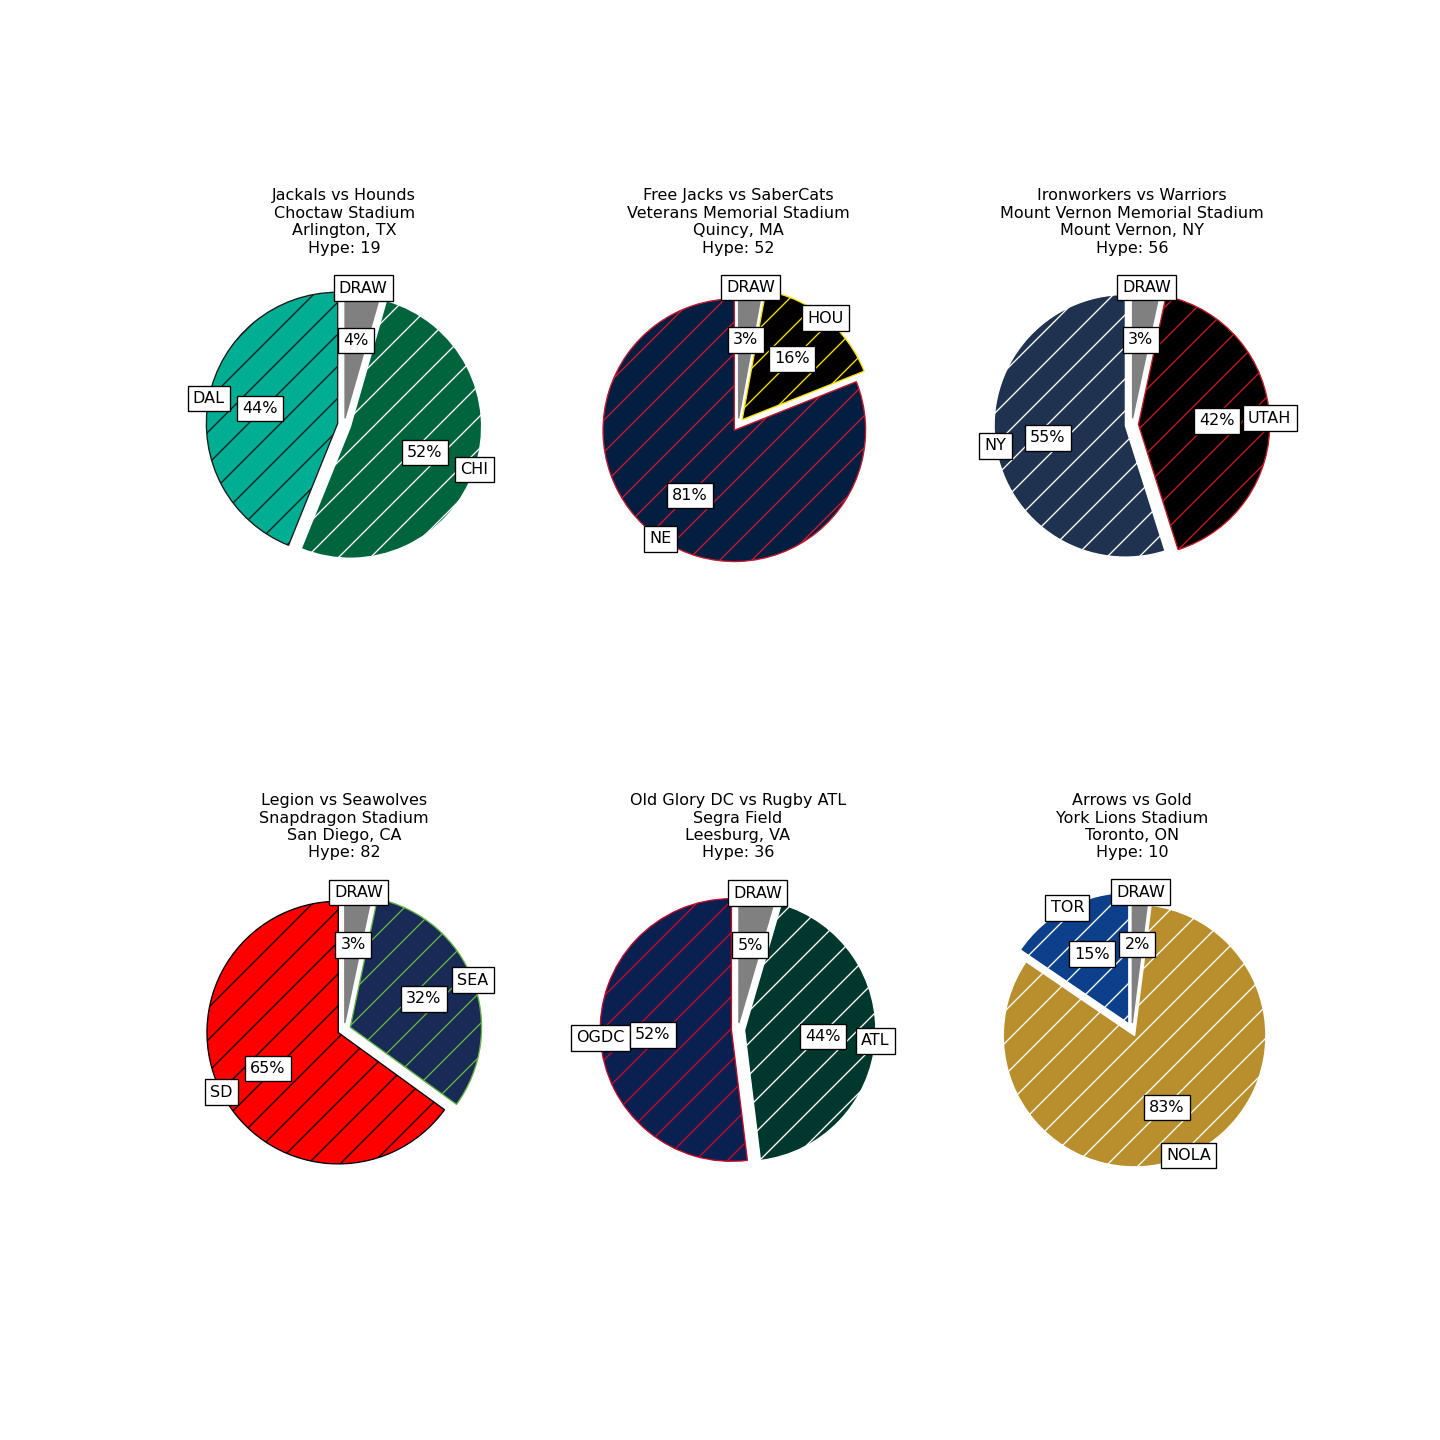 Jackals vs Hounds
Choctaw Stadium
Arlington, TX
Hype: 19
DRAW
4%
DAL
44%
52%
CHI
Free Jacks vs SaberCats
Veterans Memorial Stadium
Quincy, MA
Hype: 52
DRAW
HOU
3%
16%
81%
NE
Ironworkers vs Warriors
Mount Vernon Memorial Stadium
Mount Vernon, NY
Hype: 56
DRAW
3%
42%
UTAH
NY
55%
Legion vs Seawolves
Snapdragon Stadium
San Diego, CA
Hype: 82
DRAW
3%
SEA
32%
65%
SD
Old Glory DC vs Rugby ATL
Segra Field
Leesburg, VA
Hype: 36
DRAW
5%
OGDC
52%
44%
ATL
Arrows vs Gold
York Lions Stadium
Toronto, ON
Hype: 10
DRAW
TOR
2%
15%
83%
NOLA